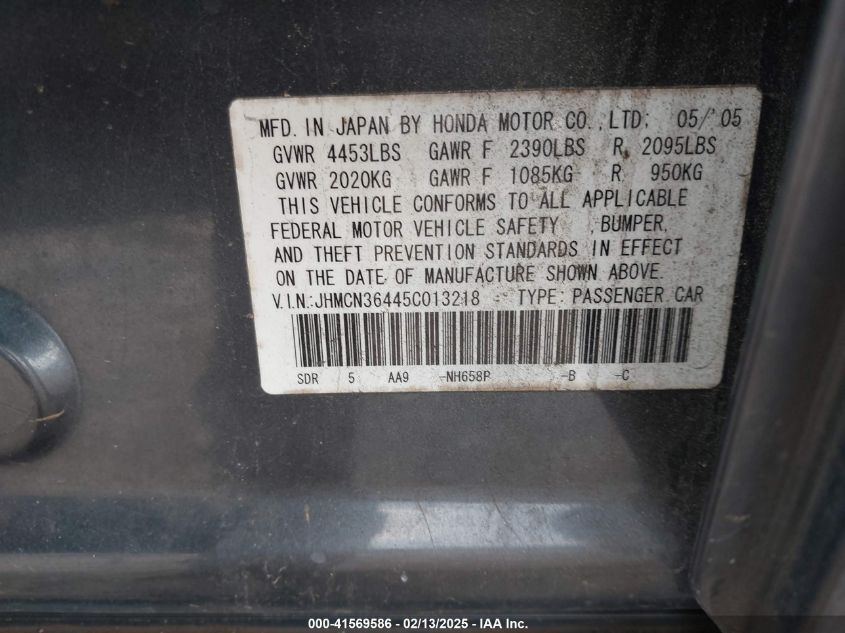 MFD. IN JAPAN BY HONDA MOTOR CO., LTD; 05/'05
GVWR 4453LBS GAWR F 2390LBS R 2095LBS
GVWR 2020KG GAWR F 1085KG R 950KG
THIS VEHICLE CONFORMS TO ALL APPLICABLE
FEDERAL MOTOR VEHICLE SAFETY , BUMPER,
AND THEFT PREVENTION STANDARDS IN EFFECT
ON THE DATE OF MANUFACTURE SHOWN ABOVE.
V.I.N.:JHMCN36445C013218 TYPE: PASSENGER CAR
SDR 5 AA9 -NH658P -B -C
000-41569586 - 02/13/2025 - IAA Inc.